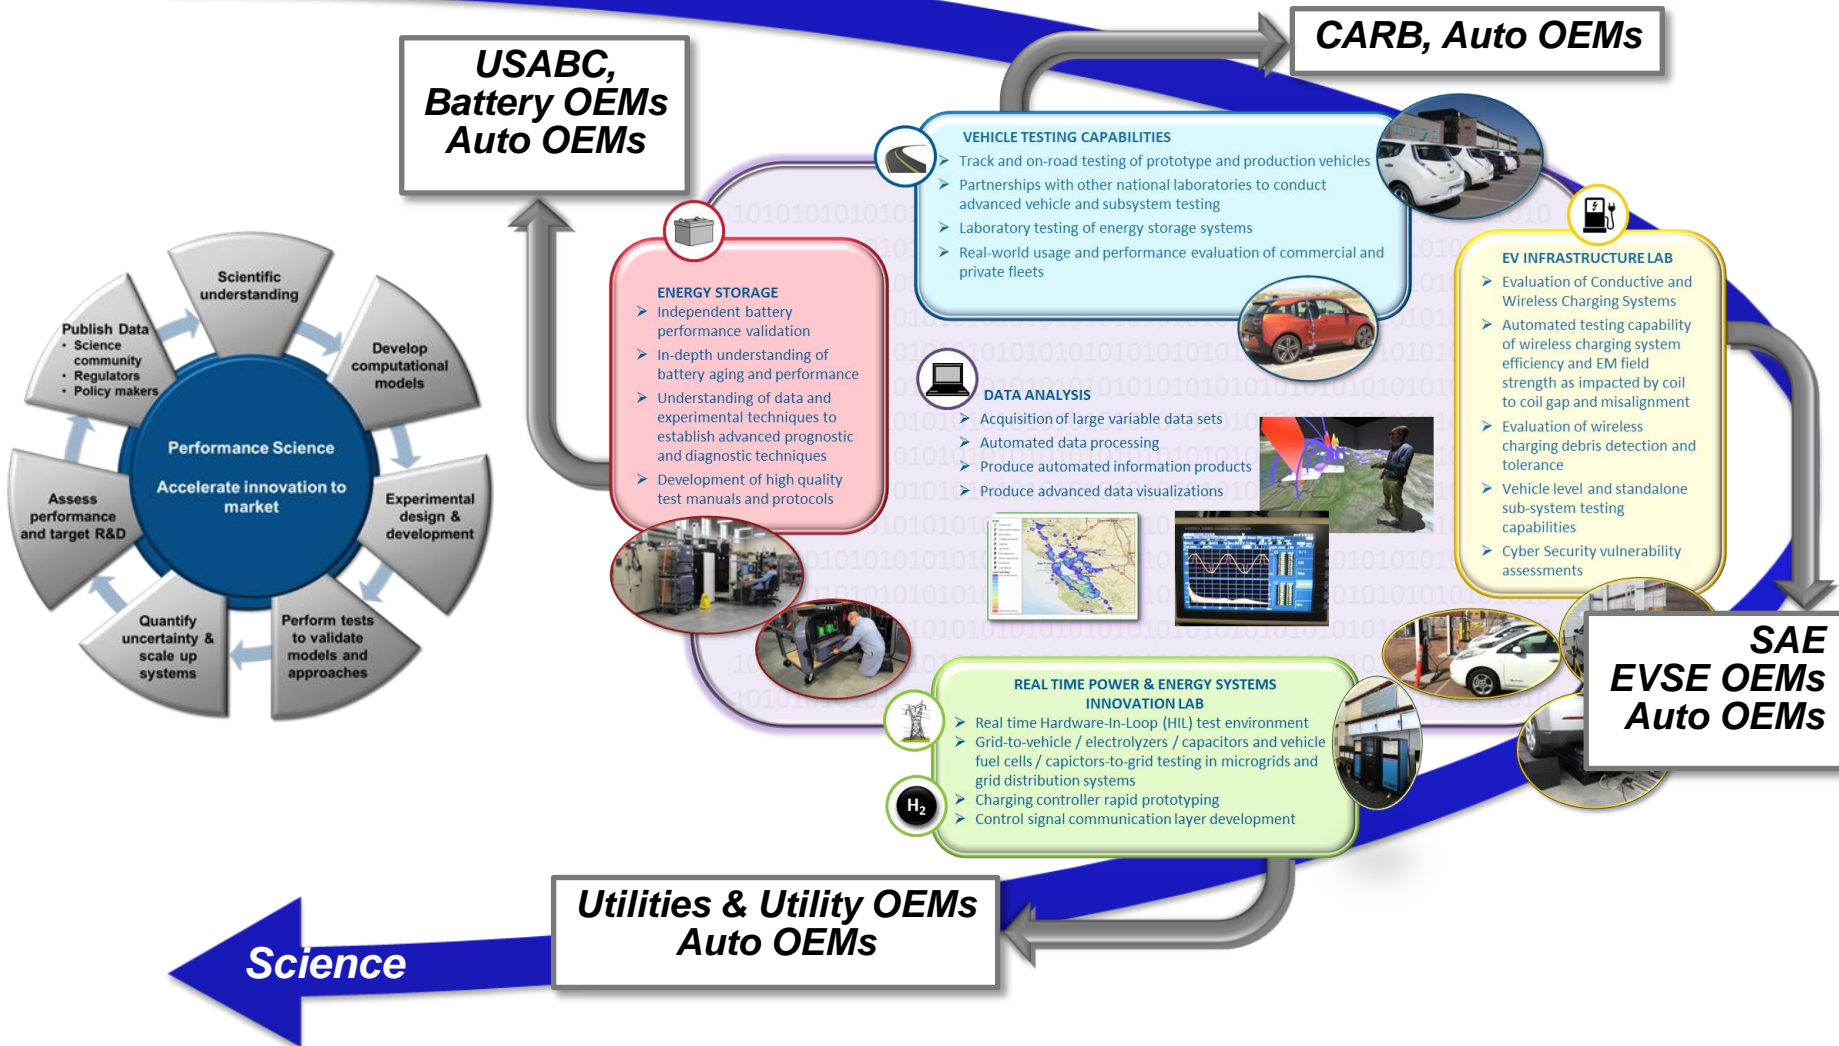 CARB, Auto OEMs
USABC,
Battery OEMs
Auto OEMs
VEHICLE TESTING CAPABILITIES
➢ Track and on-road testing of prototype and production vehicles
➢ Partnerships with other national laboratories to conduct
advanced vehicle and subsystem testing
➢ Laboratory testing of energy storage systems
➢ Real-world usage and performance evaluation of commercial and
private fleets
ENERGY STORAGE
➢ Independent battery
performance validation
➢ In-depth understanding of
battery aging and performance
➢ Understanding of data and
experimental techniques to
establish advanced prognostic
and diagnostic techniques
➢ Development of high quality
test manuals and protocols
EV INFRASTRUCTURE LAB
➢ Evaluation of Conductive and
Wireless Charging Systems
➢ Automated testing capability
of wireless charging system
efficiency and EM field
strength as impacted by coil
to coil gap and misalignment
➢ Evaluation of wireless
charging debris detection and
tolerance
➢ Vehicle level and standalone
sub-system testing
capabilities
➢ Cyber Security vulnerability
assessments
DATA ANALYSIS
➢ Acquisition of large variable data sets
➢ Automated data processing
➢ Produce automated information products
➢ Produce advanced data visualizations
Scientific
understanding
Develop
computational
models
Experimental
design &
development
Perform tests
to validate
models and
approaches
Quantify
uncertainty &
scale up
systems
Assess
performance
and target R&D
Publish Data
• Science
community
• Regulators
• Policy makers
Performance Science
Accelerate innovation to
market
SAE
EVSE OEMs
Auto OEMs
REAL TIME POWER & ENERGY SYSTEMS
INNOVATION LAB
➢ Real time Hardware-In-Loop (HIL) test environment
➢ Grid-to-vehicle / electrolyzers / capacitors and vehicle
fuel cells / capictors-to-grid testing in microgrids and
grid distribution systems
➢ Charging controller rapid prototyping
➢ Control signal communication layer development
H2
Utilities & Utility OEMs
Auto OEMs
Science